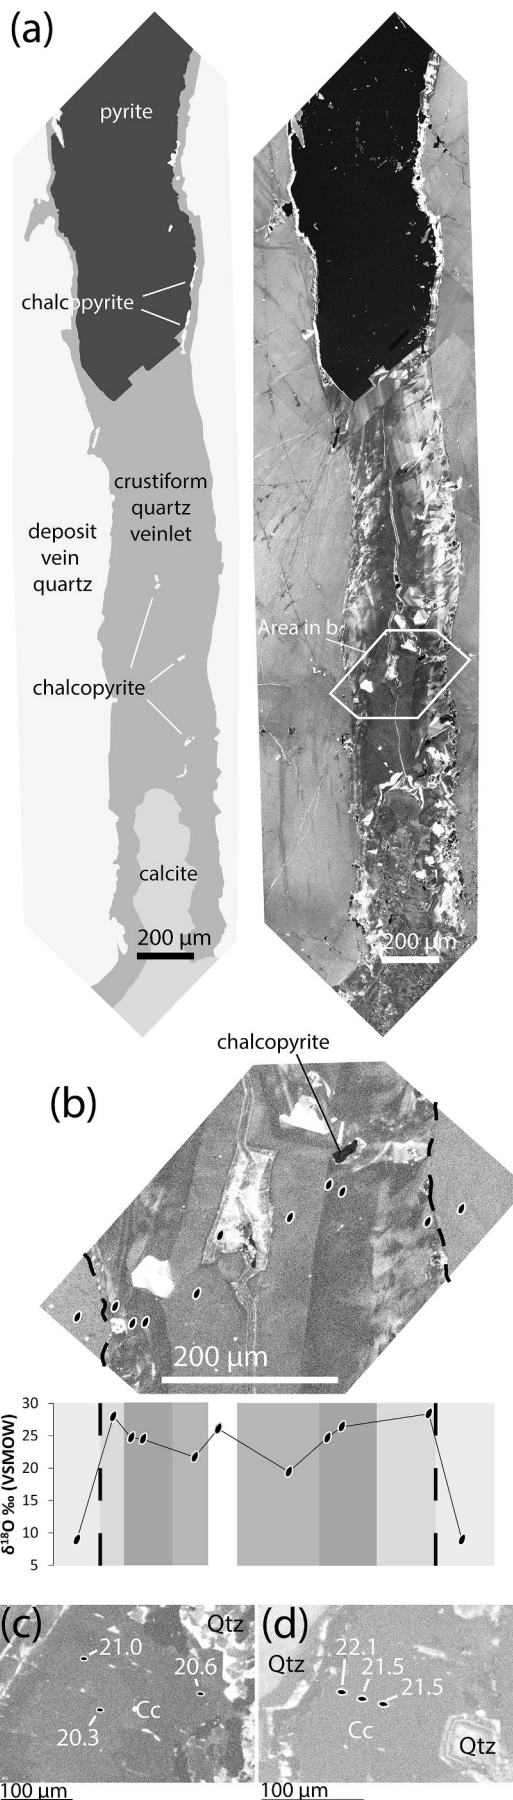 (a)
pyrite
chalcopyrite
crustiform
quartz
veinlet
deposit
vein
quartz
chalcopyrite
calcite
200 μm
Area in b
200 μm
chalcopyrite
(b)
200 μm
δ¹⁸O ‰ (VSMOW)
30
25
20
15
10
5
(c)
Qtz
21.0
20.6
Cc
20.3
100 μm
(d)
Qtz
22.1
21.5
21.5
Cc
Qtz
100 μm